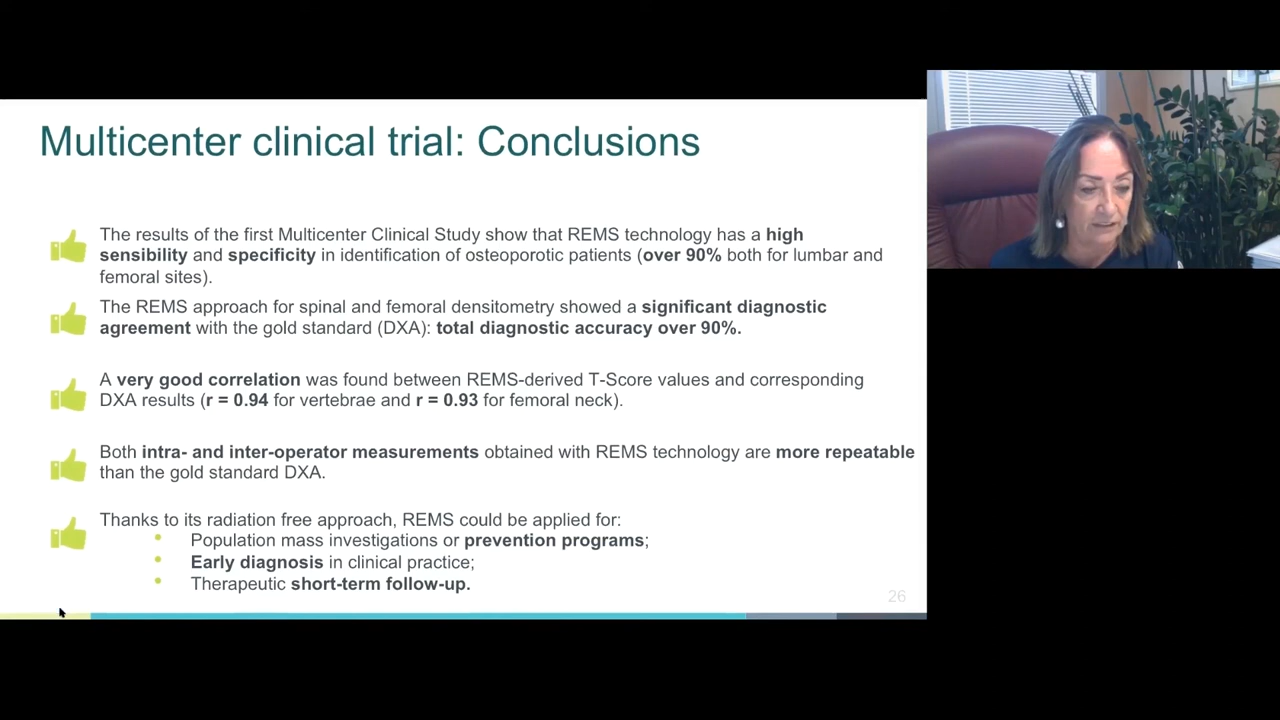 Multicenter clinical trial: Conclusions
The results of the first Multicenter Clinical Study show that REMS technology has a high
sensibility and specificity in identification of osteoporotic patients (over 90% both for lumbar and
femoral sites).
The REMS approach for spinal and femoral densitometry showed a significant diagnostic
agreement with the gold standard (DXA): total diagnostic accuracy over 90%.
A very good correlation was found between REMS-derived T-Score values and corresponding
DXA results (r = 0.94 for vertebrae and r = 0.93 for femoral neck).
Both intra- and inter-operator measurements obtained with REMS technology are more repeatable
than the gold standard DXA.
Thanks to its radiation free approach, REMS could be applied for:
• Population mass investigations or prevention programs;
• Early diagnosis in clinical practice;
• Therapeutic short-term follow-up.
26